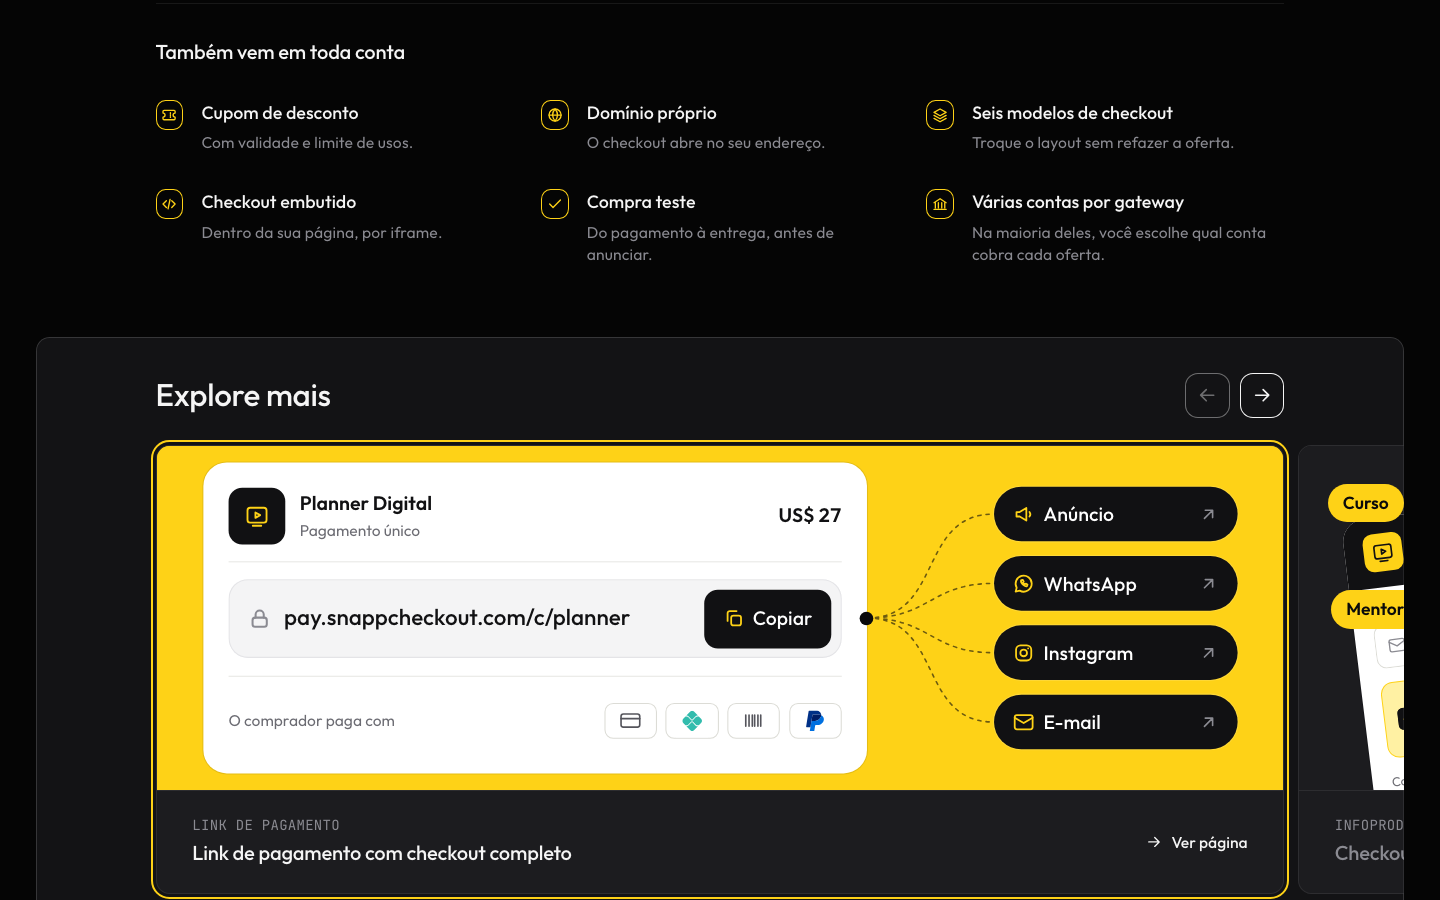 Também vem em toda conta
Cupom de desconto
Com validade e limite de usos.
Domínio próprio
O checkout abre no seu endereço.
Seis modelos de checkout
Troque o layout sem refazer a oferta.
Checkout embutido
Dentro da sua página, por iframe.
Compra teste
Do pagamento à entrega, antes de
anunciar.
Várias contas por gateway
Na maioria deles, você escolhe qual conta
cobra cada oferta.
Explore mais
Planner Digital
Pagamento único
US$ 27
pay.snappcheckout.com/c/planner
Copiar
O comprador paga com
Anúncio
WhatsApp
Instagram
E-mail
LINK DE PAGAMENTO
Link de pagamento com checkout completo
Ver página
Curso
Mentor